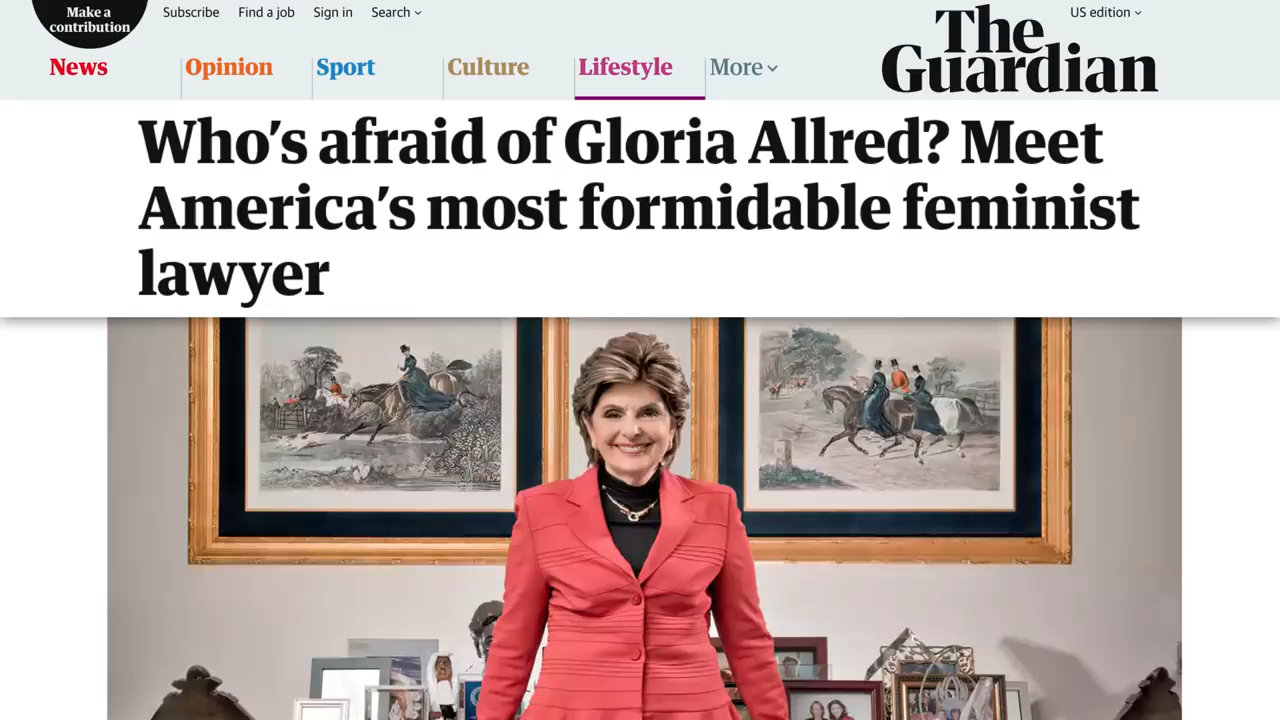 Make a
contribution
Subscribe
Find a job
Sign in
Search
US edition
The
Guardian
News
Opinion
Sport
Culture
Lifestyle
More
Who's afraid of Gloria Allred? Meet
America's most formidable feminist
lawyer